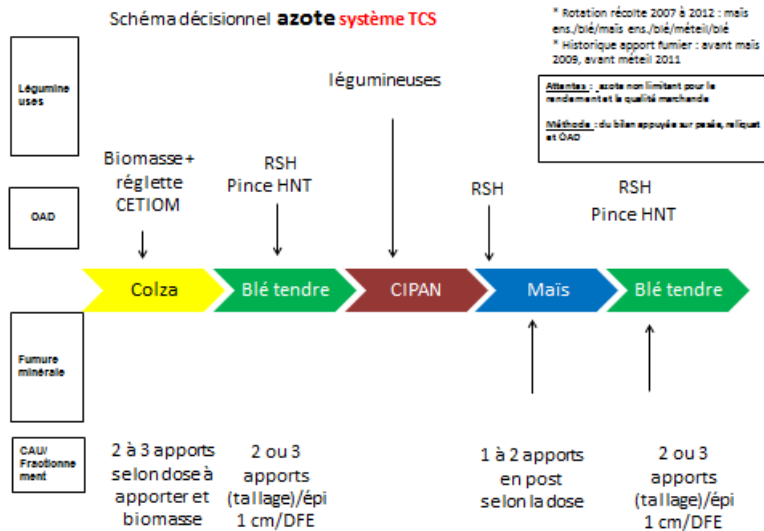 Schéma décisionnel azote système TCS
* Rotation récolte 2007 à 2012 : maïs
ens./blé/maïs ens./blé/méteil/blé
* Historique apport fumier : avant maïs
2009, avant méteil 2011
Attentes : azote non limitant pour le
rendement et la qualité marchande
Méthode : du bilan appuyée sur pesée, reliquat
et OAD
Légumine
uses
légumineuses
OAD
Biomasse +
réglette
CETIOM
RSH
Pince HNT
RSH
RSH
Pince HNT
Colza
Blé tendre
CIPAN
Maïs
Blé tendre
Fumure
minérale
CAU/
Fractionne
ment
2 à 3 apports
selon dose à
apporter et
biomasse
2 ou 3
apports
(tallage)/épi
1 cm/DFE
1 à 2 apports
en post
selon la dose
2 ou 3
apports
(tallage)/épi
1 cm/DFE